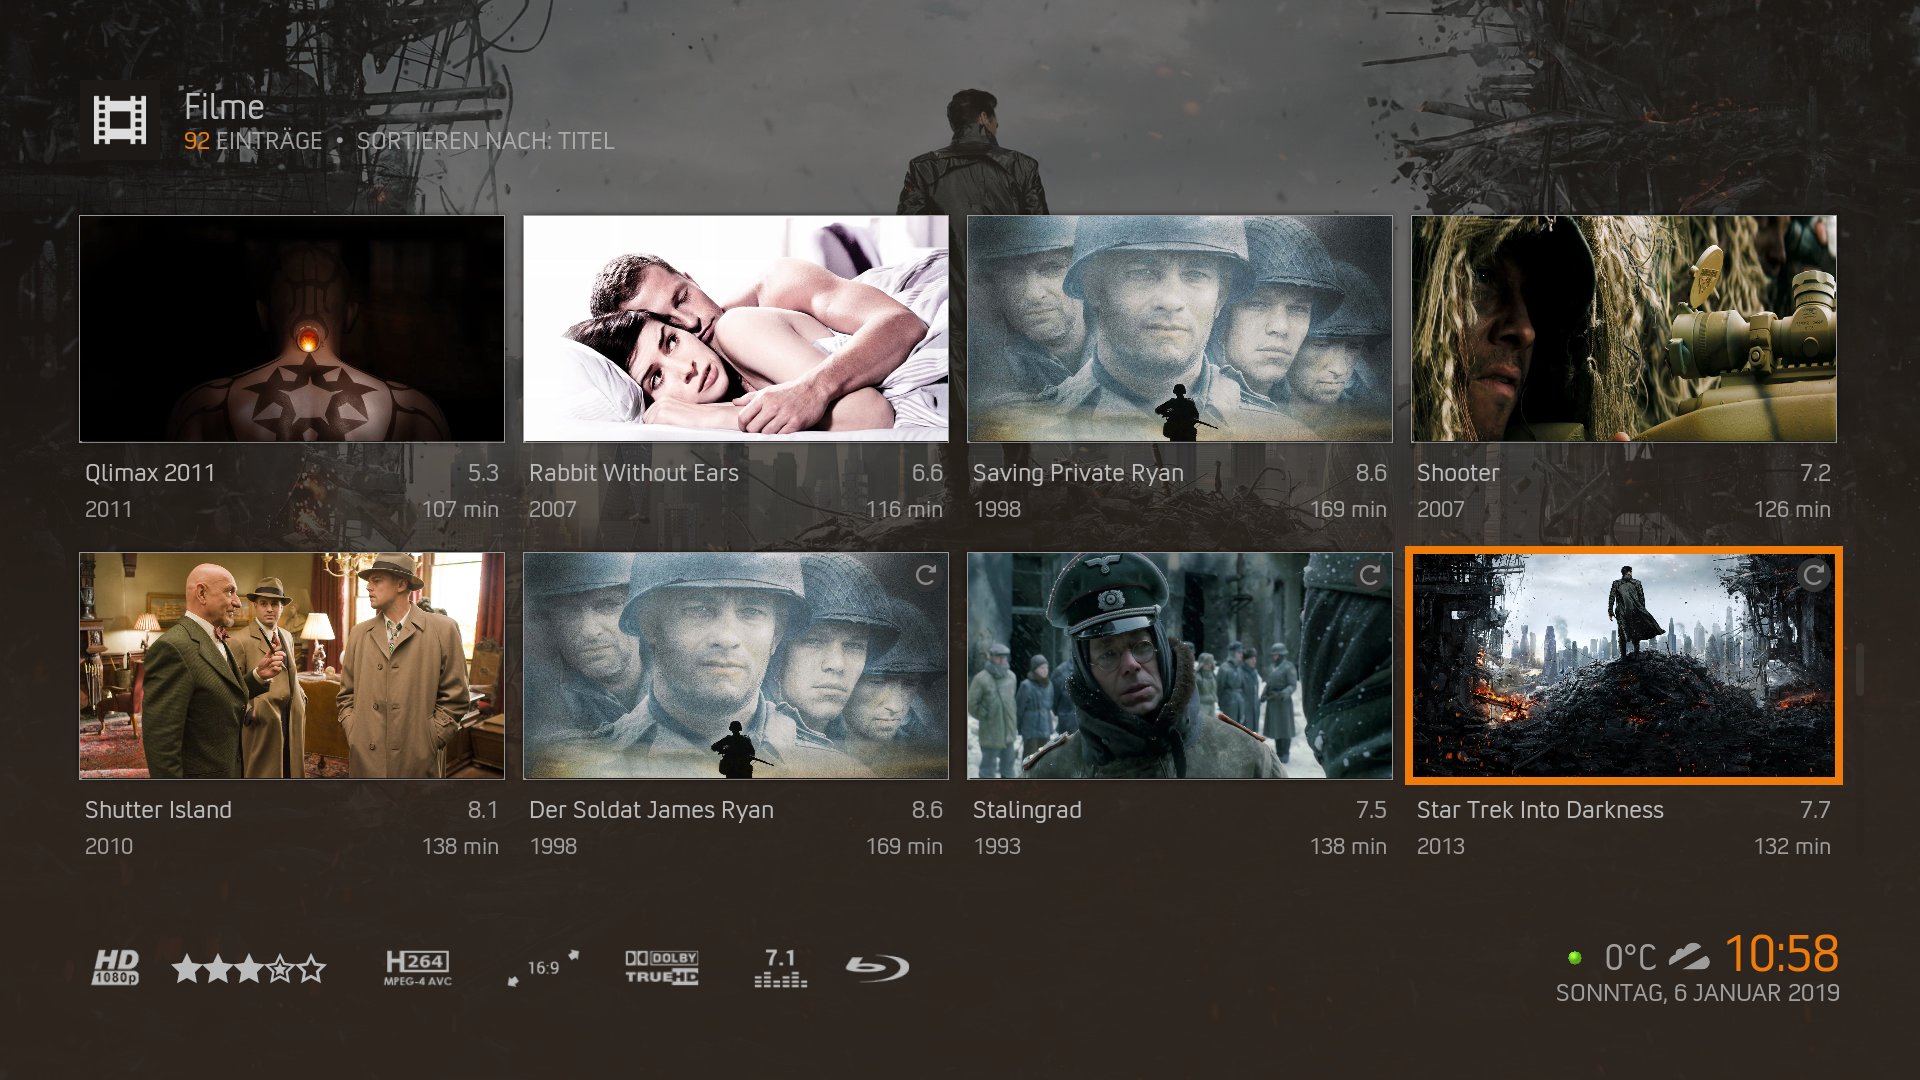 Filme
92 EINTRÄGE • SORTIEREN NACH: TITEL
Qlimax 2011 5.3
2011 107 min
Rabbit Without Ears 6.6
2007 116 min
Saving Private Ryan 8.6
1998 169 min
Shooter 7.2
2007 126 min
Shutter Island 8.1
2010 138 min
Der Soldat James Ryan 8.6
1998 169 min
Stalingrad 7.5
1993 138 min
Star Trek Into Darkness 7.7
2013 132 min
HD
1080p
H264
MPEG-4 AVC
16:9
DOLBY
TRUEHD
7.1
0°C 10:58
SONNTAG, 6 JANUAR 2019